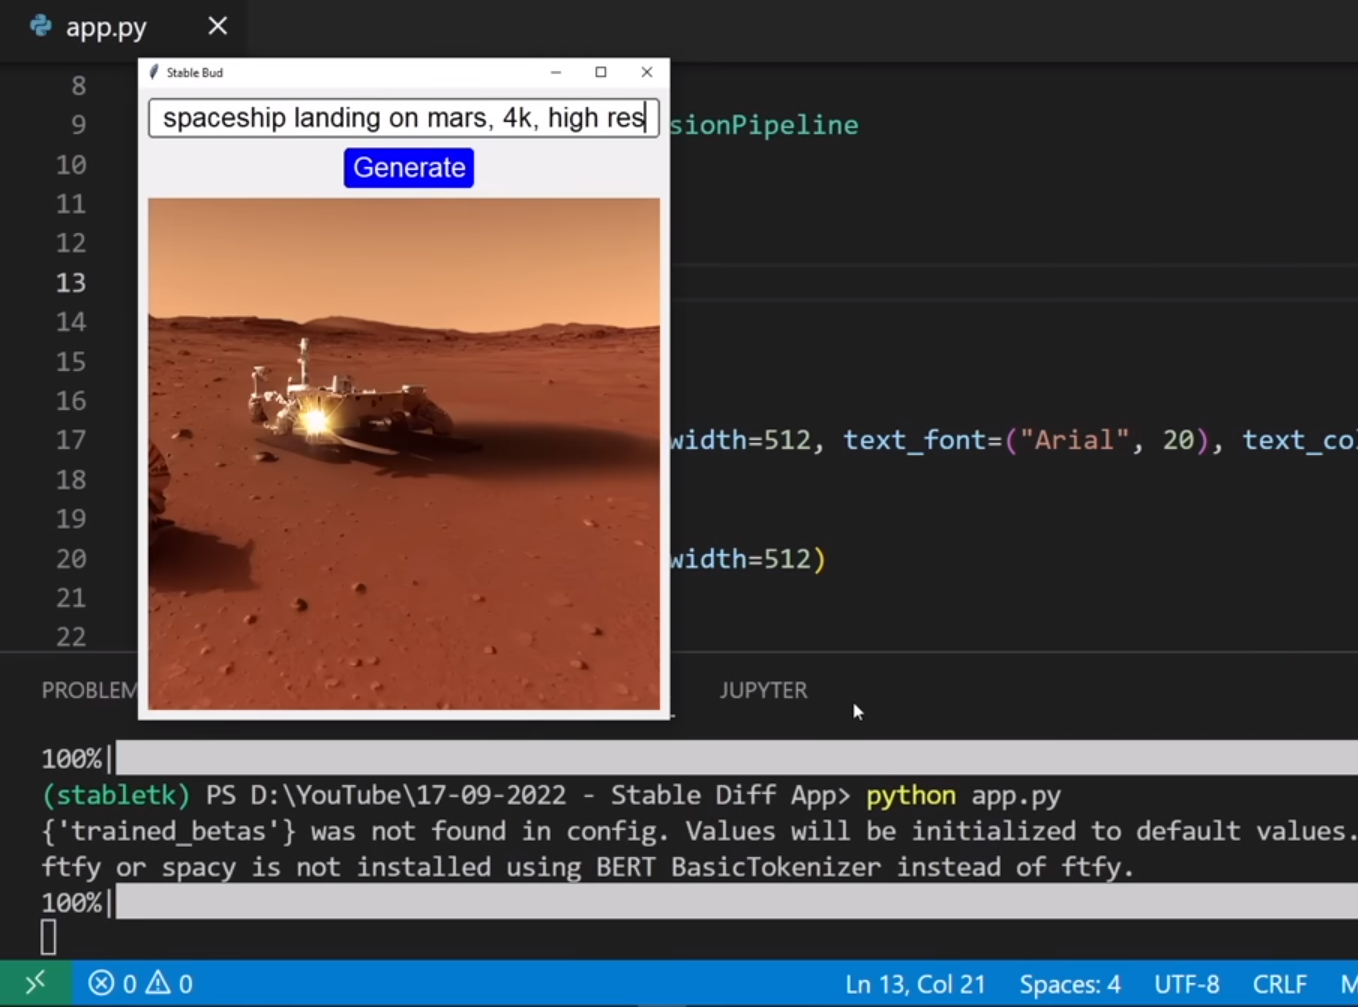 app.py
Stable Bud
spaceship landing on mars, 4k, high res
Generate
8
9 sionPipeline
10
11
12
13
14
15
16
17 width=512, text_font=("Arial", 20), text_co
18
19
20 width=512)
21
22
PROBLEM JUPYTER
100%|
(stabletk) PS D:\YouTube\17-09-2022 - Stable Diff App> python app.py
{'trained_betas'} was not found in config. Values will be initialized to default values.
ftfy or spacy is not installed using BERT BasicTokenizer instead of ftfy.
100%|
0 0 Ln 13, Col 21 Spaces: 4 UTF-8 CRLF M